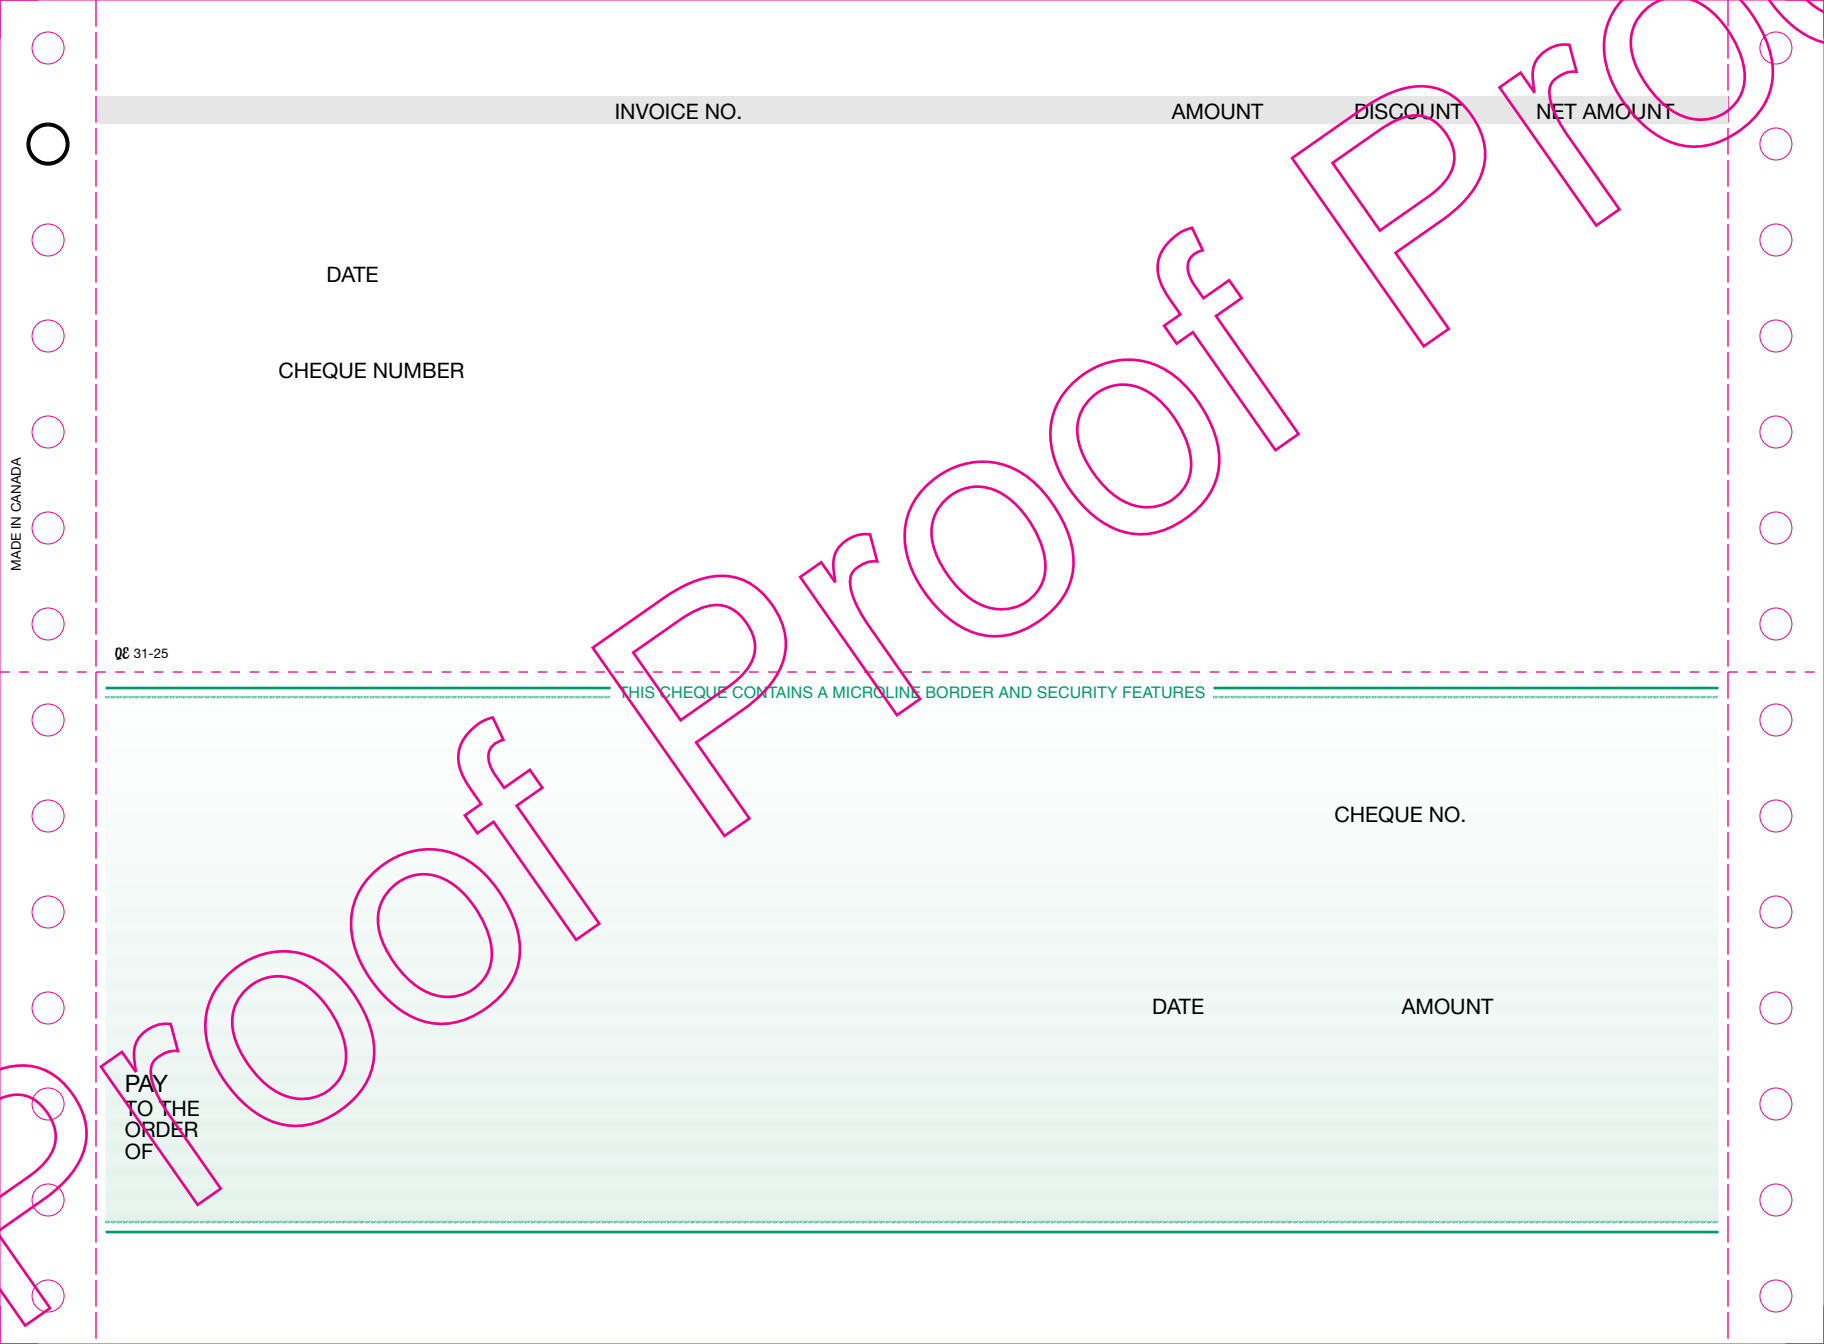 INVOICE NO. AMOUNT DISCOUNT NET AMOUNT
DATE
CHEQUE NUMBER
MADE IN CANADA
31-25
THIS CHEQUE CONTAINS A MICROLINE BORDER AND SECURITY FEATURES
CHEQUE NO.
DATE AMOUNT
PAY
TO THE
ORDER
OF
Proof Proof Proo